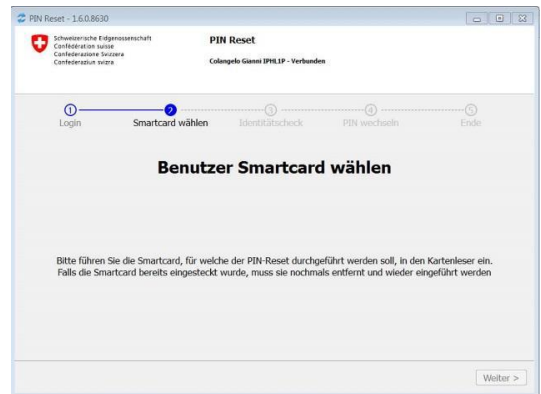 PIN Reset - 1.6.0.8630
Schweizerische Eidgenossenschaft
Confédération suisse
Confederazione Svizzera
Confederaziun svizra
PIN Reset
Colangelo Gianni IPHL1P - Verbunden
1 2 3 4 5
Login Smartcard wählen Identitätscheck PIN wechseln Ende
Benutzer Smartcard wählen
Bitte führen Sie die Smartcard, für welche der PIN-Reset durchgeführt werden soll, in den Kartenleser ein.
Falls die Smartcard bereits eingesteckt wurde, muss sie nochmals entfernt und wieder eingeführt werden
Weiter >